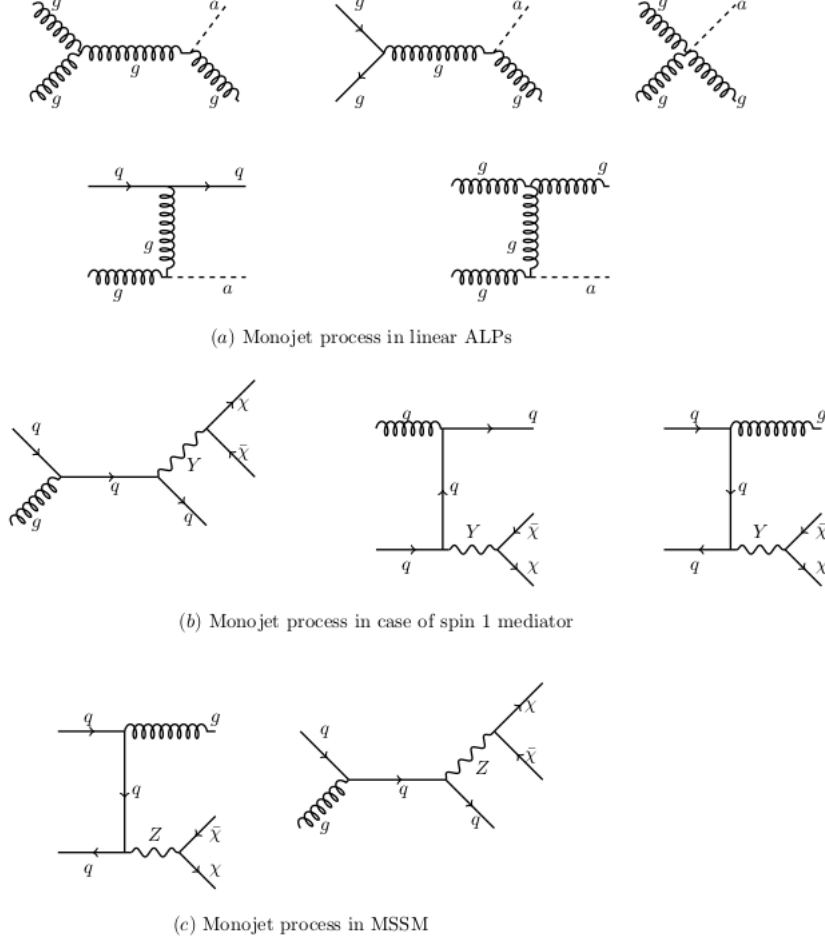 g a g a g a
g g
g g g g g g
q q g g
g g
g a g a
(a) Monojet process in linear ALPs
q χ g q q g
Y χ̄
q q q
g q Y χ̄ Y χ̄
q χ q χ
(b) Monojet process in case of spin 1 mediator
q g q χ
q Z χ̄
Z χ̄ q
q χ g q
(c) Monojet process in MSSM